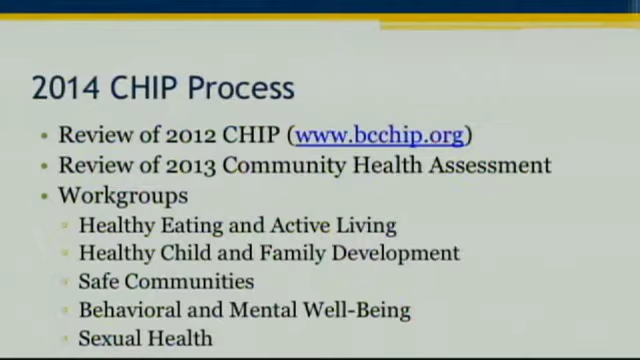 2014 CHIP Process
• Review of 2012 CHIP (www.bcchip.org)
• Review of 2013 Community Health Assessment
• Workgroups
▫ Healthy Eating and Active Living
▫ Healthy Child and Family Development
▫ Safe Communities
▫ Behavioral and Mental Well-Being
▫ Sexual Health